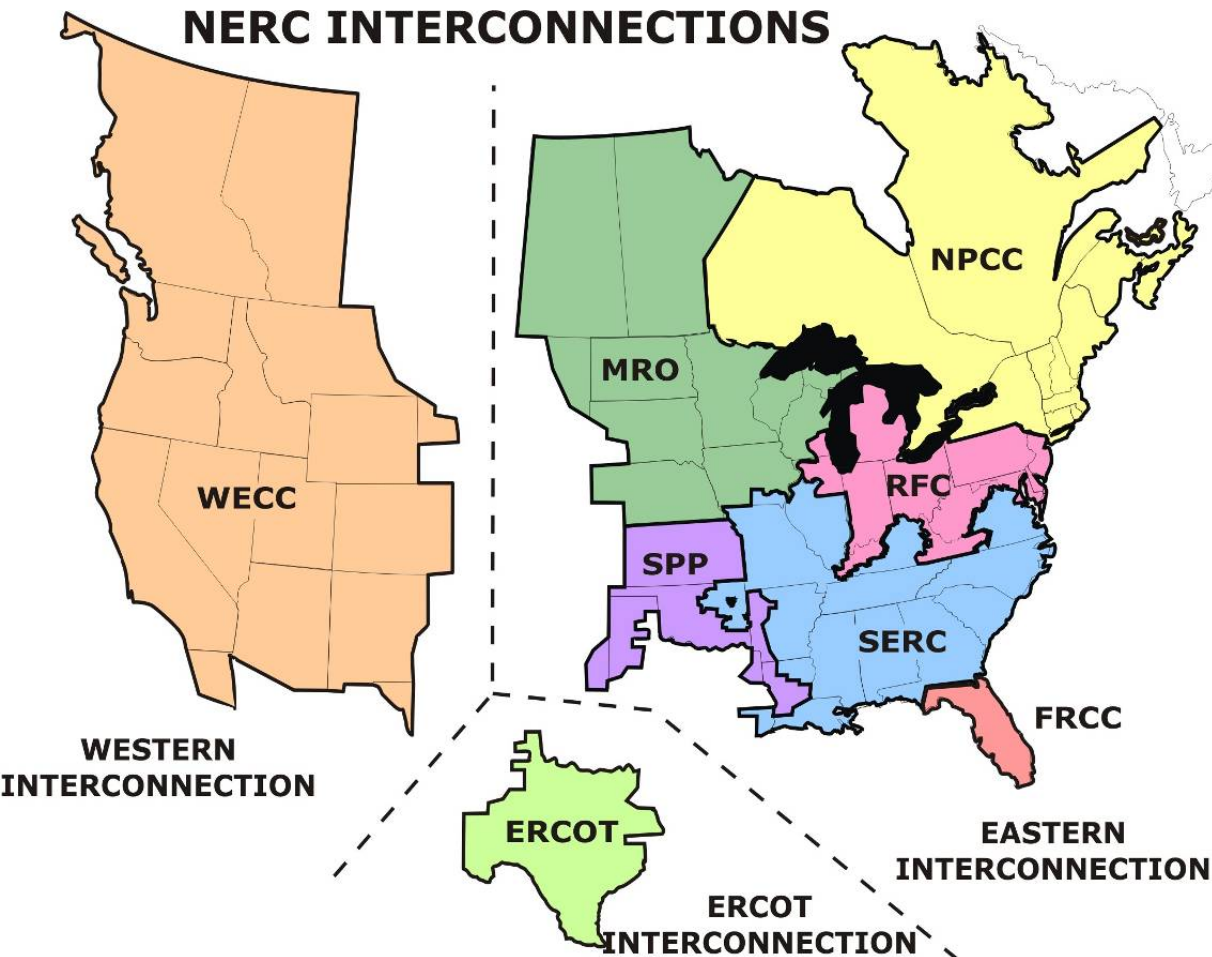 NERC INTERCONNECTIONS
NPCC
MRO
RFC
WECC
SPP
SERC
FRCC
WESTERN
INTERCONNECTION
ERCOT
EASTERN
INTERCONNECTION
ERCOT
INTERCONNECTION